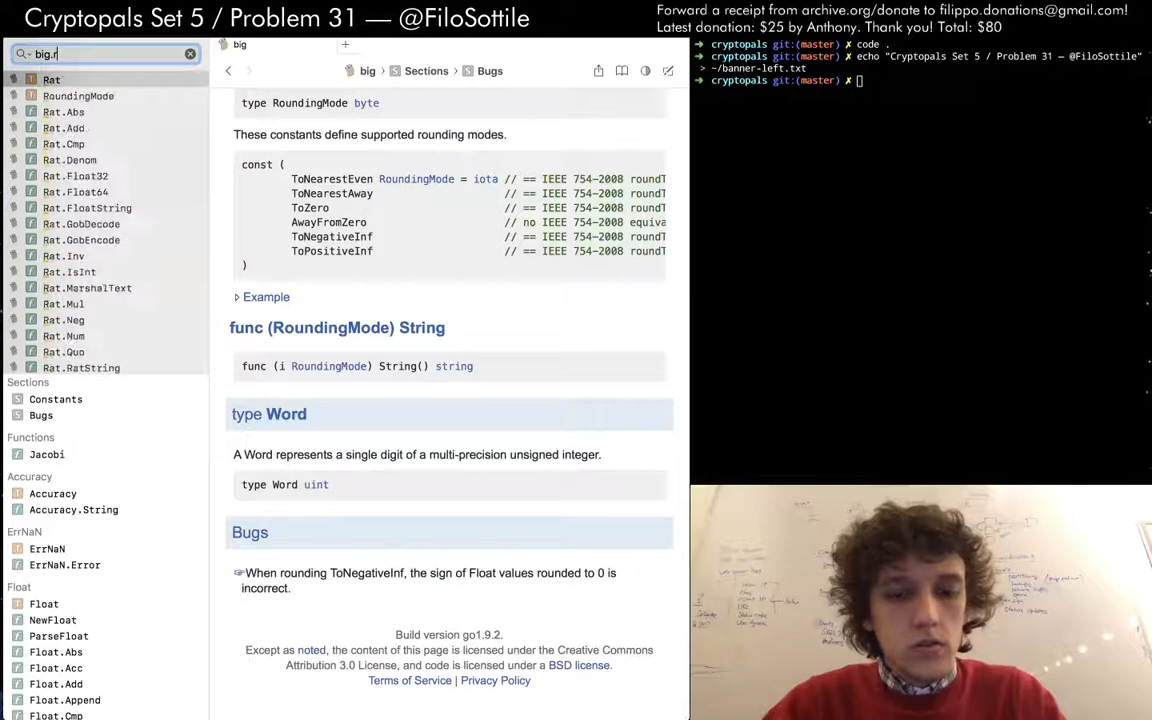 Cryptopals Set 5 / Problem 31 — @FiloSottile
Forward a receipt from archive.org/donate to filippo.donations@gmail.com!
Latest donation: $25 by Anthony. Thank you! Total: $80
big.r
Rat
RoundingMode
Rat.Abs
Rat.Add
Rat.Cmp
Rat.Denom
Rat.Float32
Rat.Float64
Rat.FloatString
Rat.GobDecode
Rat.GobEncode
Rat.Inv
Rat.IsInt
Rat.MarshalText
Rat.Mul
Rat.Neg
Rat.Num
Rat.Quo
Rat.RatString
Sections
Constants
Bugs
Functions
Jacobi
Accuracy
Accuracy
Accuracy.String
ErrNaN
ErrNaN
ErrNaN.Error
Float
Float
NewFloat
ParseFloat
Float.Abs
Float.Acc
Float.Add
Float.Append
Float.Cmp
big
big Sections Bugs
type RoundingMode byte
These constants define supported rounding modes.
const (
ToNearestEven RoundingMode = iota // == IEEE 754-2008 roundT
ToNearestAway // == IEEE 754-2008 roundT
ToZero // == IEEE 754-2008 roundT
AwayFromZero // no IEEE 754-2008 equiva
ToNegativeInf // == IEEE 754-2008 roundT
ToPositiveInf // == IEEE 754-2008 roundT
)
Example
func (RoundingMode) String
func (i RoundingMode) String() string
type Word
A Word represents a single digit of a multi-precision unsigned integer.
type Word uint
Bugs
☞When rounding ToNegativeInf, the sign of Float values rounded to 0 is
incorrect.
Build version go1.9.2.
Except as noted, the content of this page is licensed under the Creative Commons
Attribution 3.0 License, and code is licensed under a BSD license.
Terms of Service | Privacy Policy
➜ cryptopals git:(master) ✗ code .
➜ cryptopals git:(master) ✗ echo "Cryptopals Set 5 / Problem 31 — @FiloSottile"
> ~/banner-left.txt
➜ cryptopals git:(master) ✗